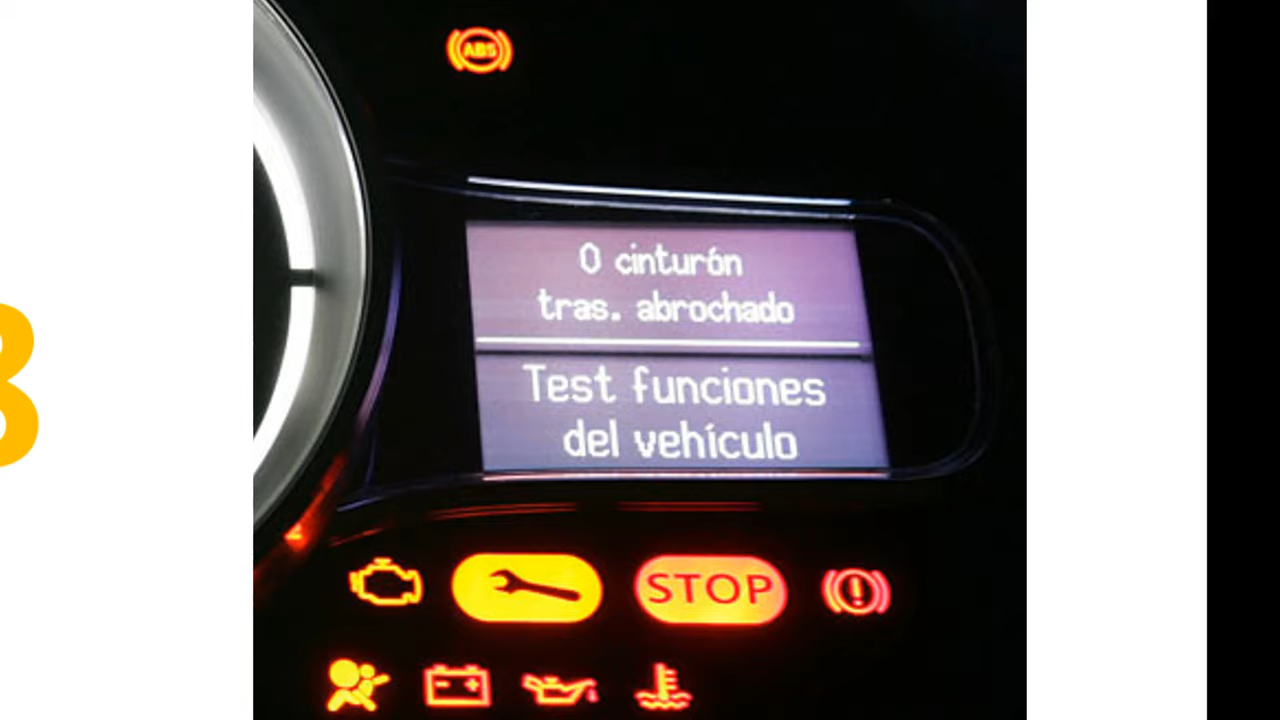 ABS
0 cinturón
tras. abrochado
Test funciones
del vehículo
STOP